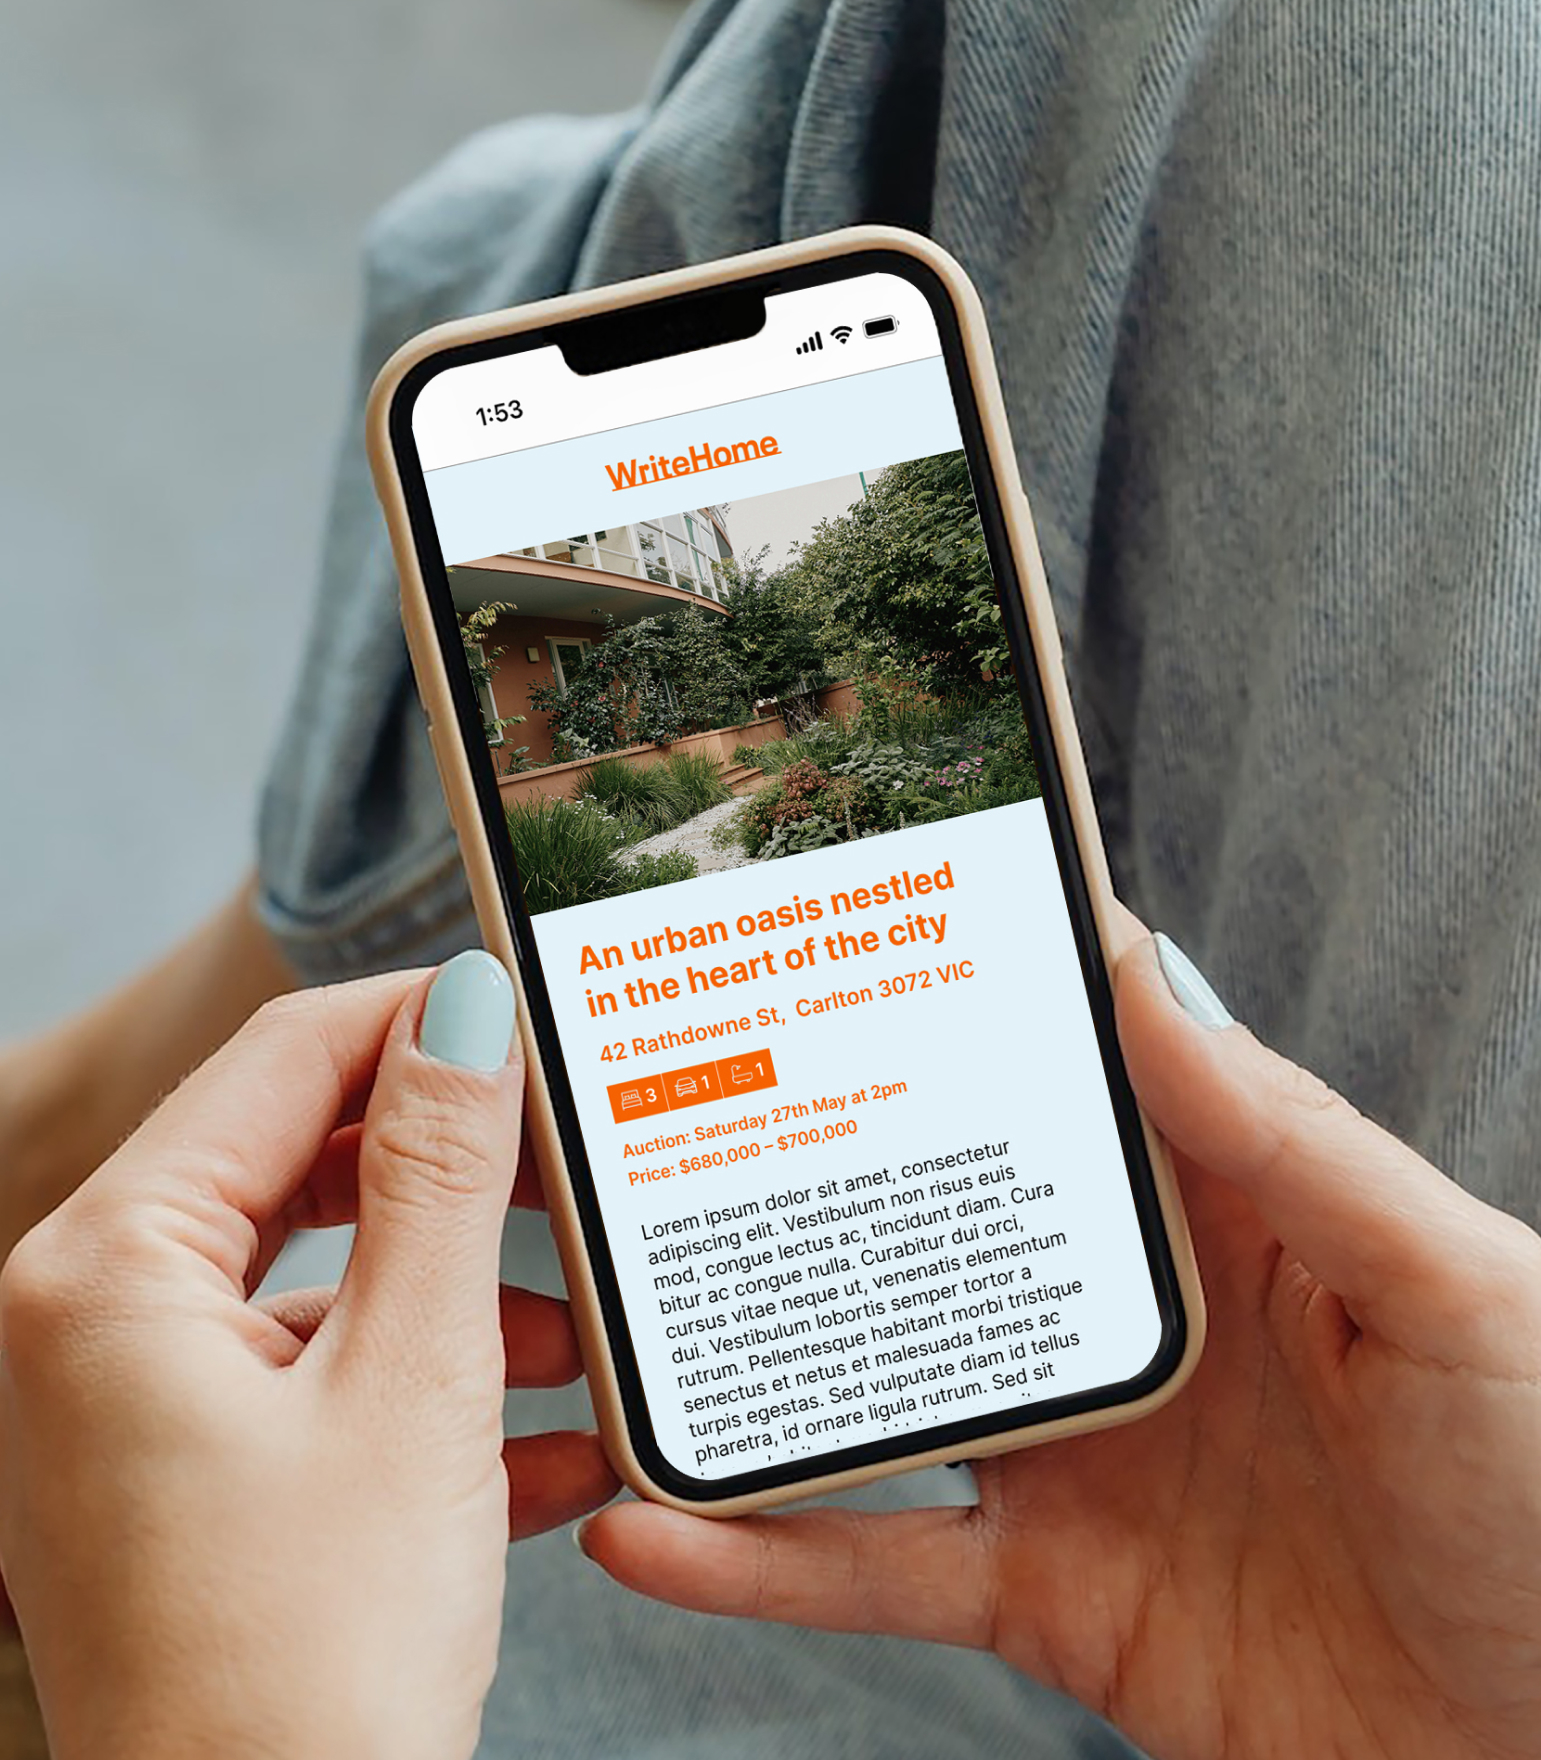 1:53
WriteHome
An urban oasis nestled
in the heart of the city
42 Rathdowne St, Carlton 3072 VIC
3 1 1
Auction: Saturday 27th May at 2pm
Price: $680,000 – $700,000
Lorem ipsum dolor sit amet, consectetur
adipiscing elit. Vestibulum non risus euis
mod, congue lectus ac, tincidunt diam. Cura
bitur ac congue nulla. Curabitur dui orci,
cursus vitae neque ut, venenatis elementum
dui. Vestibulum lobortis semper tortor a
rutrum. Pellentesque habitant morbi tristique
senectus et netus et malesuada fames ac
turpis egestas. Sed vulputate diam id tellus
pharetra, id ornare ligula rutrum. Sed sit